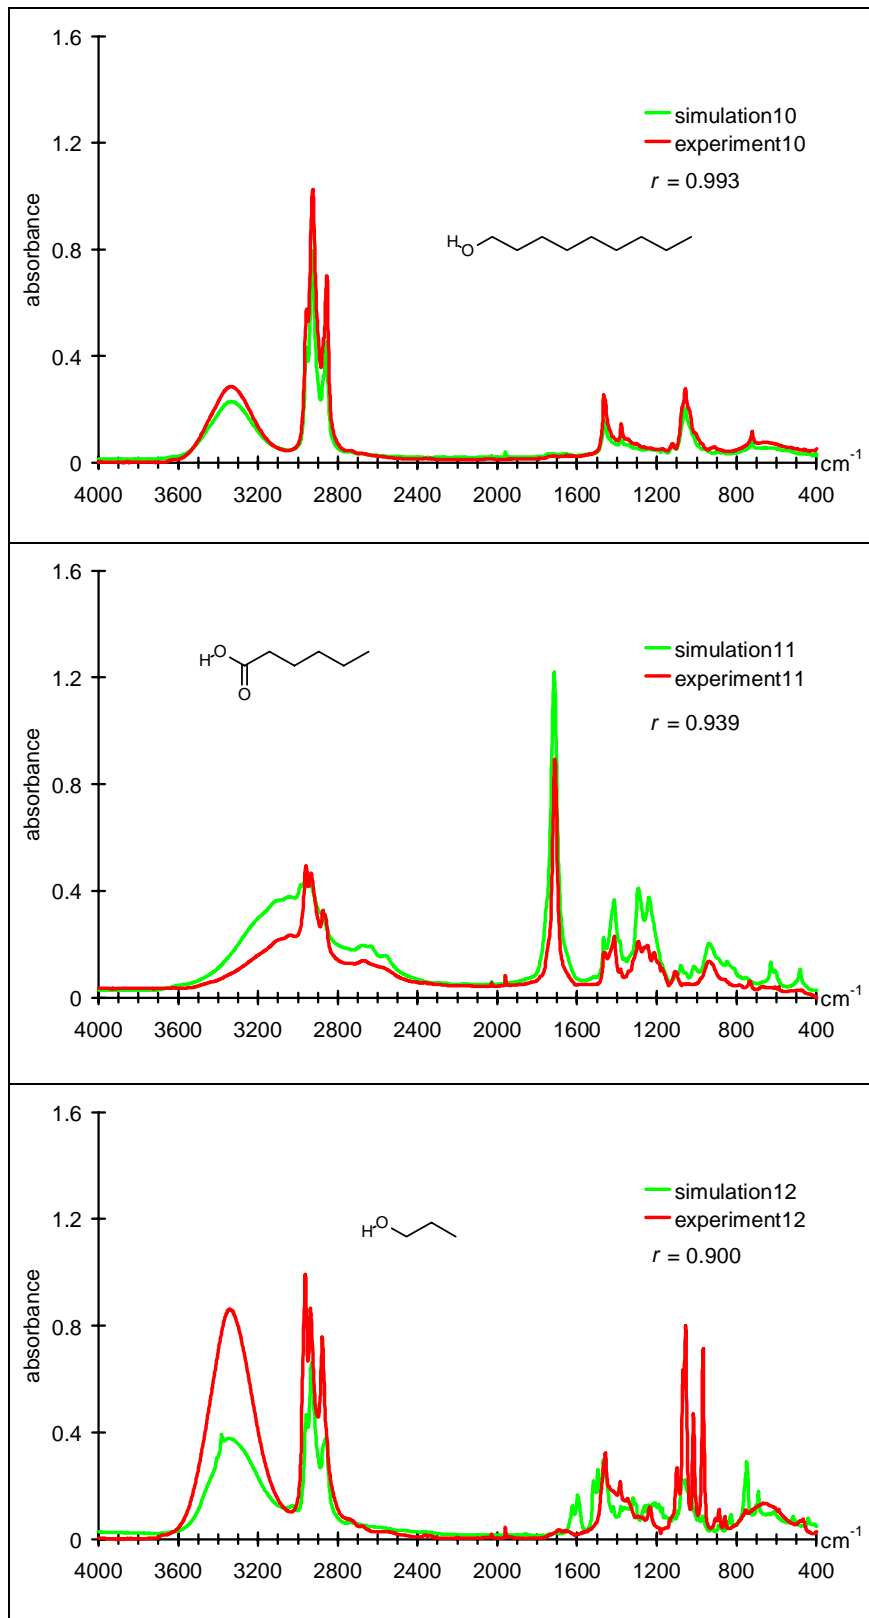 1.6
simulation10
1.2
experiment10
r = 0.993
absorbance
0.8
HO
0.4
0
cm-1
4000 3600 3200 2800 2400 2000 1600 1200 800 400
1.6
simulation11
HO
1.2
experiment11
O
r = 0.939
absorbance
0.8
0.4
0
cm-1
4000 3600 3200 2800 2400 2000 1600 1200 800 400
1.6
simulation12
1.2
experiment12
HO
r = 0.900
absorbance
0.8
0.4
0
cm-1
4000 3600 3200 2800 2400 2000 1600 1200 800 400